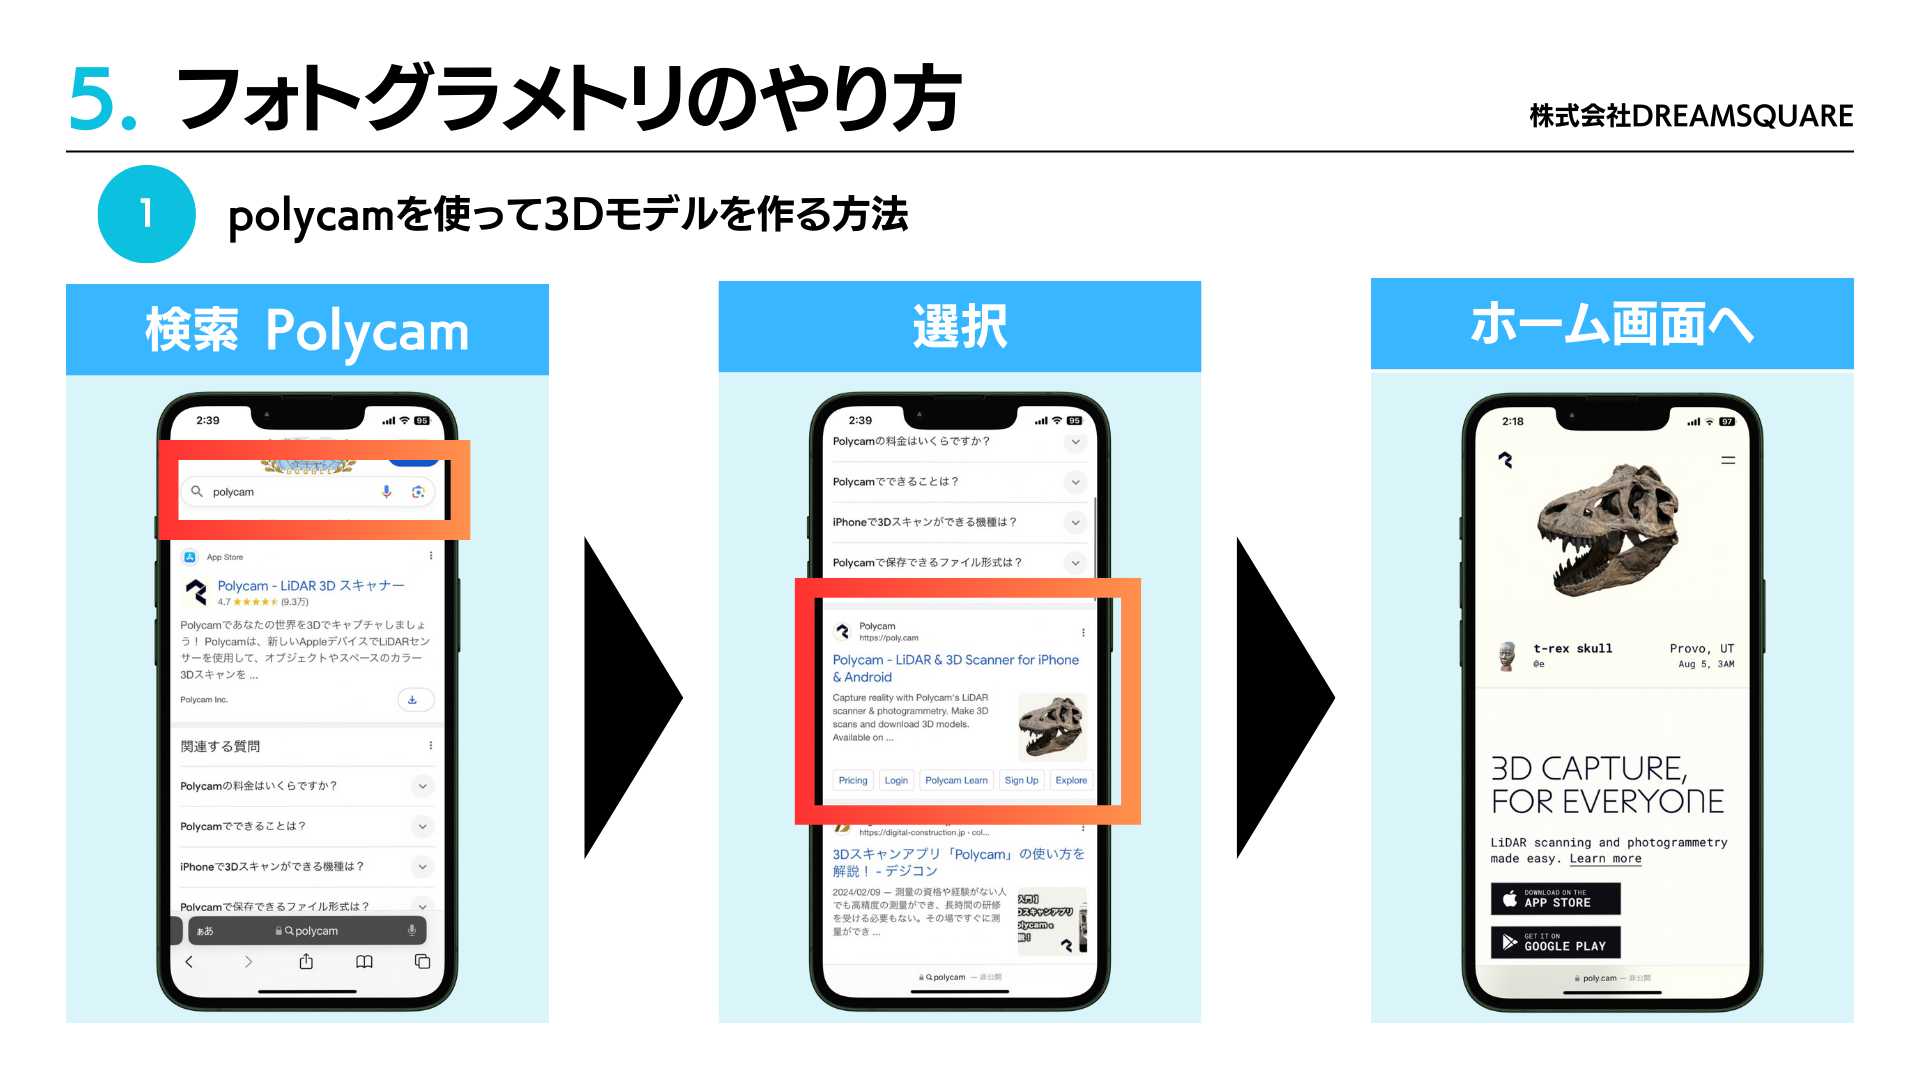 5. フォトグラメトリのやり方
株式会社DREAMSQUARE
1
polycamを使って3Dモデルを作る方法
検索 Polycam
2:39
95
GOOGLE
polycam
App Store
Polycam - LiDAR 3D スキャナー
4.7 ★★★★★ (9.3万)
Polycamであなたの世界を3Dでキャプチャしましょ
う！ Polycamは、新しいAppleデバイスでLiDARセン
サーを使用して、オブジェクトやスペースのカラー
3Dスキャンを ...
Polycam Inc.
関連する質問
Polycamの料金はいくらですか？
Polycamでできることは？
iPhoneで3Dスキャンができる機種は？
Polycamで保存できるファイル形式は？
ぁあ
polycam
選択
2:39
95
Polycamの料金はいくらですか？
Polycamでできることは？
iPhoneで3Dスキャンができる機種は？
Polycamで保存できるファイル形式は？
Polycam
https://poly.cam
Polycam - LiDAR & 3D Scanner for iPhone
& Android
Capture reality with Polycam's LiDAR
scanner & photogrammetry. Make 3D
scans and download 3D models.
Available on ...
Pricing
Login
Polycam Learn
Sign Up
Explore
https://digital-construction.jp › col...
3Dスキャンアプリ「Polycam」の使い方を
解説！ - デジコン
2024/02/09 — 測量の資格や経験がない人
でも高精度の測量ができ、長時間の研修
を受ける必要もない。その場ですぐに測
量ができ ...
入門】
Dスキャンアプリ
olycam
polycam — 非公開
ホーム画面へ
2:18
97
t-rex skull
@e
Provo, UT
Aug 5, 3AM
3D CAPTURE,
FOR EVERYONE
LiDAR scanning and photogrammetry
made easy. Learn more
DOWNLOAD ON THE
APP STORE
GET IT ON
GOOGLE PLAY
poly.cam — 非公開